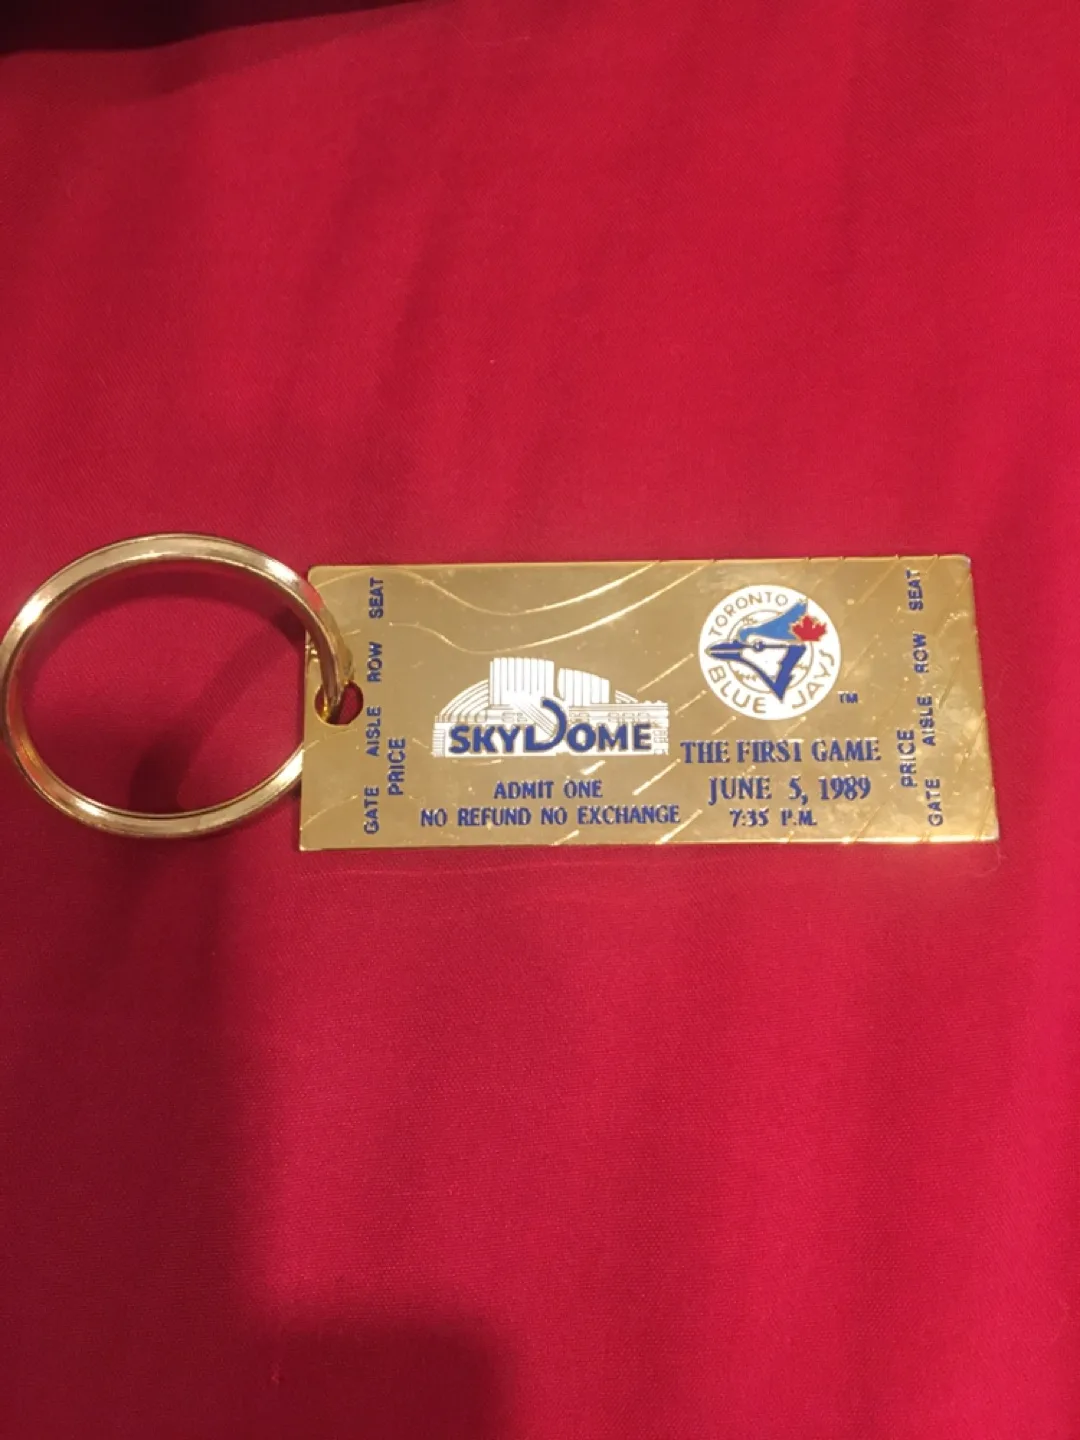 GATE AISLE ROW SEAT
PRICE
SKYDOME
ADMIT ONE
NO REFUND NO EXCHANGE
TORONTO
BLUE JAYS
TM
THE FIRST GAME
JUNE 5, 1989
7:35 P.M.
PRICE
GATE AISLE ROW SEAT